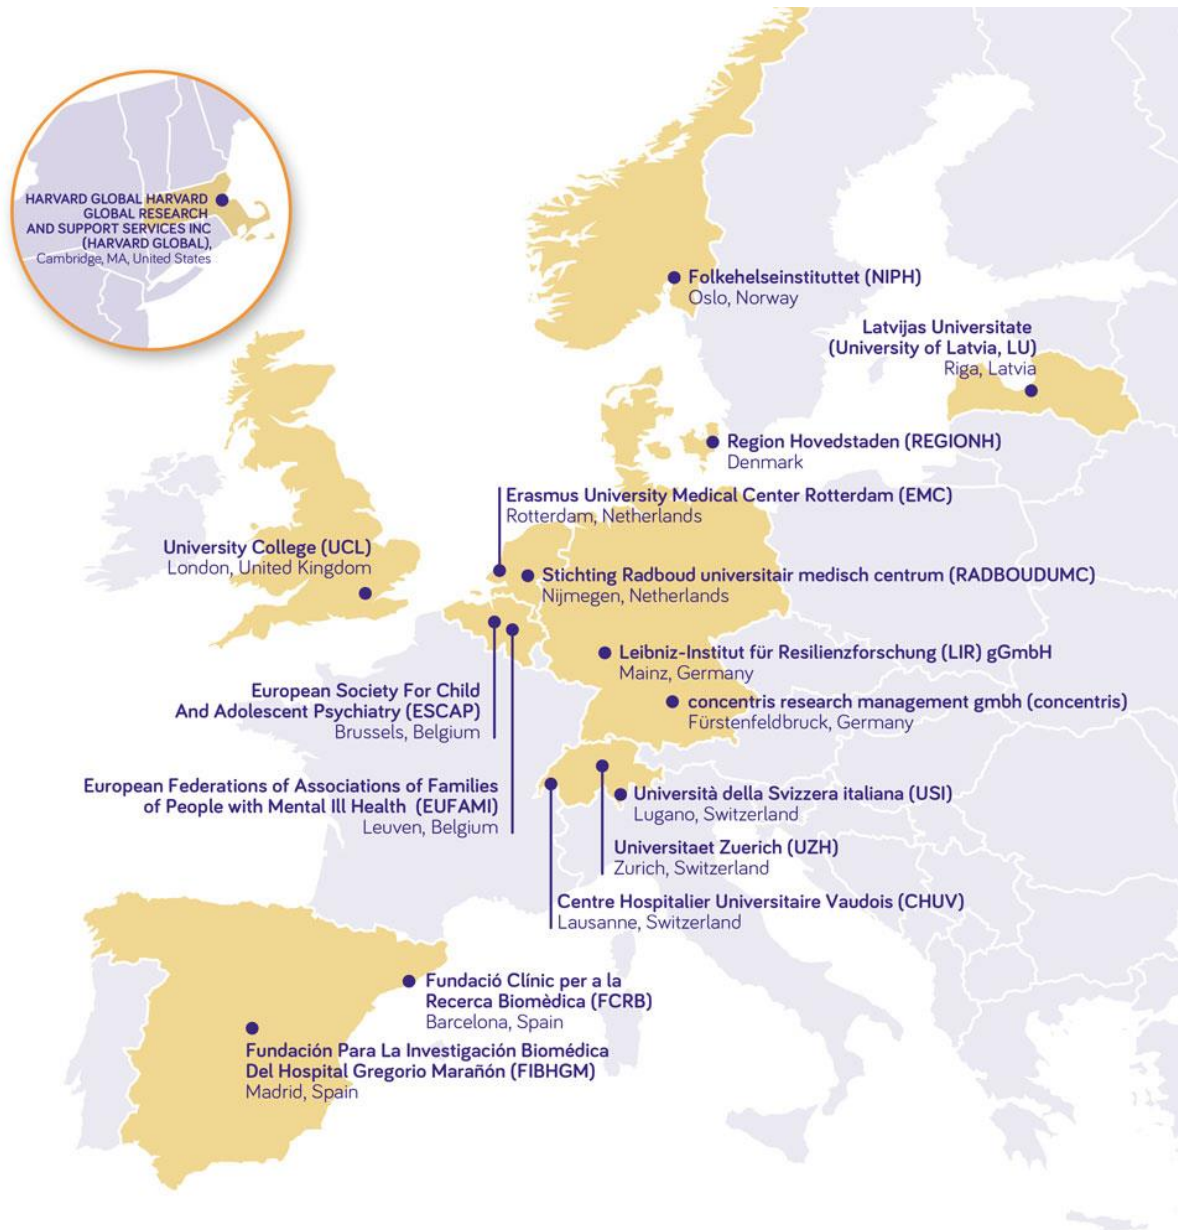 HARVARD GLOBAL HARVARD
GLOBAL RESEARCH
AND SUPPORT SERVICES INC
(HARVARD GLOBAL),
Cambridge, MA, United States
Folkehelseinstituttet (NIPH)
Oslo, Norway
Latvijas Universitate
(University of Latvia, LU)
Riga, Latvia
Region Hovedstaden (REGIONH)
Denmark
Erasmus University Medical Center Rotterdam (EMC)
Rotterdam, Netherlands
University College (UCL)
London, United Kingdom
Stichting Radboud universitair medisch centrum (RADBOUDUMC)
Nijmegen, Netherlands
Leibniz-Institut für Resilienzforschung (LIR) gGmbH
Mainz, Germany
European Society For Child
And Adolescent Psychiatry (ESCAP)
Brussels, Belgium
concentris research management gmbh (concentris)
Fürstenfeldbruck, Germany
European Federations of Associations of Families
of People with Mental Ill Health (EUFAMI)
Leuven, Belgium
Università della Svizzera italiana (USI)
Lugano, Switzerland
Universitaet Zuerich (UZH)
Zurich, Switzerland
Centre Hospitalier Universitaire Vaudois (CHUV)
Lausanne, Switzerland
Fundació Clínic per a la
Recerca Biomèdica (FCRB)
Barcelona, Spain
Fundación Para La Investigación Biomédica
Del Hospital Gregorio Marañón (FIBHGM)
Madrid, Spain